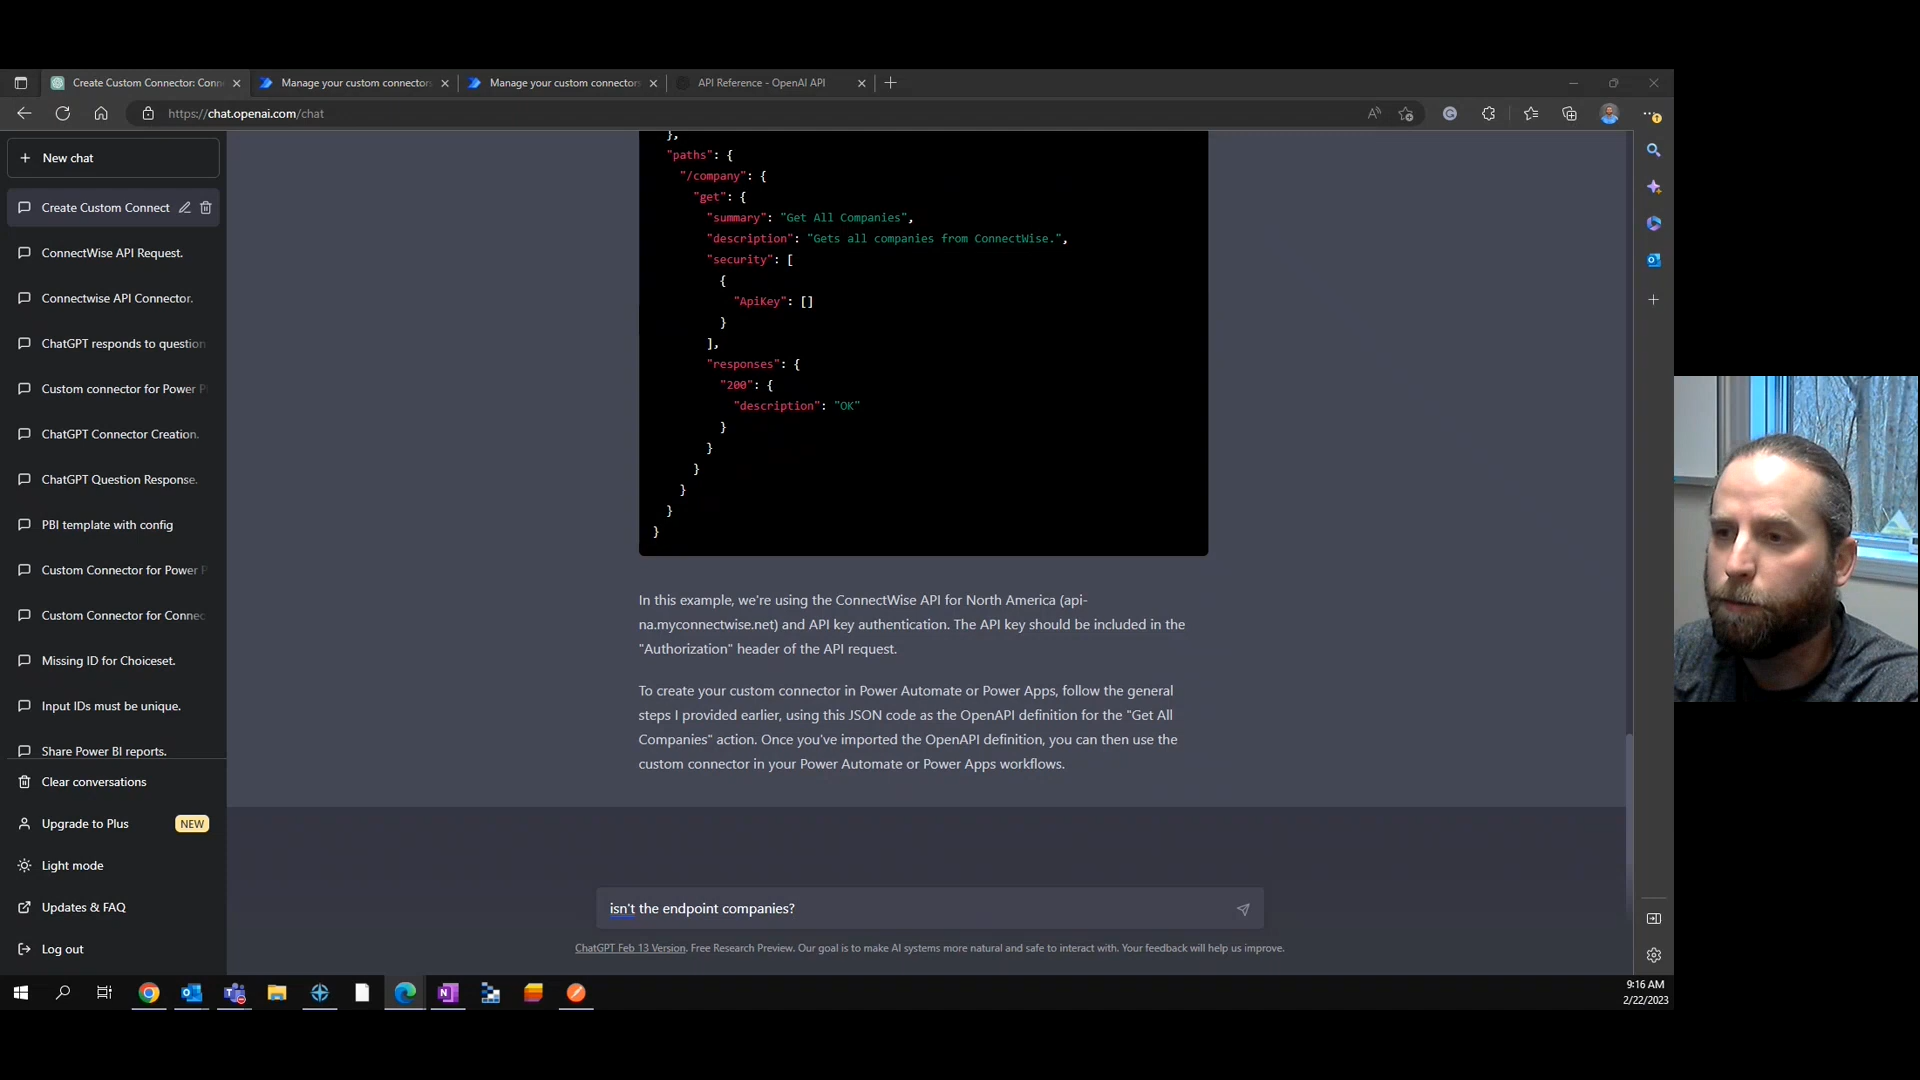 Create Custom Connector: Conn
Manage your custom connectors
Manage your custom connectors
API Reference - OpenAI API
https://chat.openai.com/chat
New chat
Create Custom Connect
ConnectWise API Request.
Connectwise API Connector.
ChatGPT responds to question
Custom connector for Power P
ChatGPT Connector Creation.
ChatGPT Question Response.
PBI template with config
Custom Connector for Power P
Custom Connector for Connec
Missing ID for Choiceset.
Input IDs must be unique.
Share Power BI reports.
Clear conversations
Upgrade to Plus NEW
Light mode
Updates & FAQ
Log out
},
"paths": {
"/company": {
"get": {
"summary": "Get All Companies",
"description": "Gets all companies from ConnectWise.",
"security": [
{
"ApiKey": []
}
],
"responses": {
"200": {
"description": "OK"
}
}
}
}
}
}
In this example, we're using the ConnectWise API for North America (api-
na.myconnectwise.net) and API key authentication. The API key should be included in the
"Authorization" header of the API request.
To create your custom connector in Power Automate or Power Apps, follow the general
steps I provided earlier, using this JSON code as the OpenAPI definition for the "Get All
Companies" action. Once you've imported the OpenAPI definition, you can then use the
custom connector in your Power Automate or Power Apps workflows.
isn't the endpoint companies?
ChatGPT Feb 13 Version. Free Research Preview. Our goal is to make AI systems more natural and safe to interact with. Your feedback will help us improve.
9:16 AM
2/22/2023